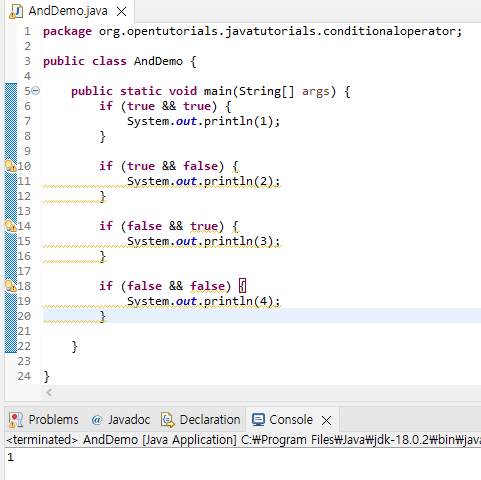 AndDemo.java
1 package org.opentutorials.javatutorials.conditionaloperator;
2
3 public class AndDemo {
4
5 public static void main(String[] args) {
6 if (true && true) {
7 System.out.println(1);
8 }
9
10 if (true && false) {
11 System.out.println(2);
12 }
13
14 if (false && true) {
15 System.out.println(3);
16 }
17
18 if (false && false) {
19 System.out.println(4);
20 }
21
22 }
23
24 }
Problems @ Javadoc Declaration Console
<terminated> AndDemo [Java Application] C:₩Program Files₩Java₩jdk-18.0.2₩bin₩java
1